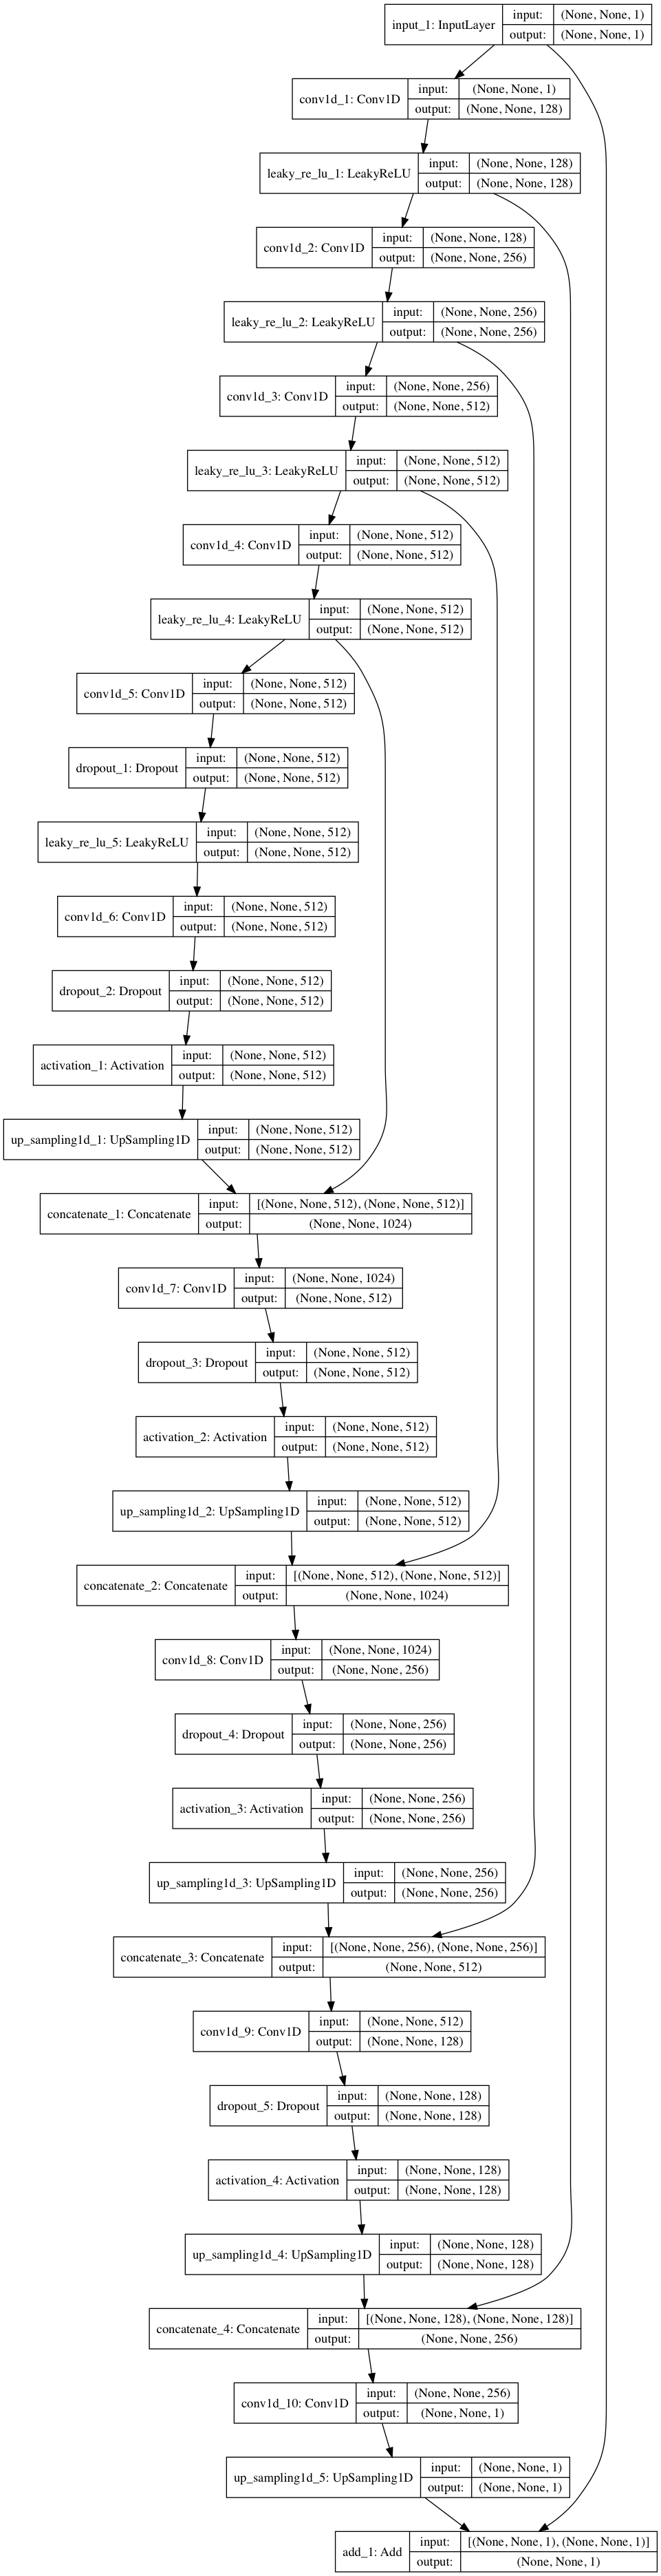 input_1: InputLayer
input: (None, None, 1)
output: (None, None, 1)
conv1d_1: Conv1D
input: (None, None, 1)
output: (None, None, 128)
leaky_re_lu_1: LeakyReLU
input: (None, None, 128)
output: (None, None, 128)
conv1d_2: Conv1D
input: (None, None, 128)
output: (None, None, 256)
leaky_re_lu_2: LeakyReLU
input: (None, None, 256)
output: (None, None, 256)
conv1d_3: Conv1D
input: (None, None, 256)
output: (None, None, 512)
leaky_re_lu_3: LeakyReLU
input: (None, None, 512)
output: (None, None, 512)
conv1d_4: Conv1D
input: (None, None, 512)
output: (None, None, 512)
leaky_re_lu_4: LeakyReLU
input: (None, None, 512)
output: (None, None, 512)
conv1d_5: Conv1D
input: (None, None, 512)
output: (None, None, 512)
dropout_1: Dropout
input: (None, None, 512)
output: (None, None, 512)
leaky_re_lu_5: LeakyReLU
input: (None, None, 512)
output: (None, None, 512)
conv1d_6: Conv1D
input: (None, None, 512)
output: (None, None, 512)
dropout_2: Dropout
input: (None, None, 512)
output: (None, None, 512)
activation_1: Activation
input: (None, None, 512)
output: (None, None, 512)
up_sampling1d_1: UpSampling1D
input: (None, None, 512)
output: (None, None, 512)
concatenate_1: Concatenate
input: [(None, None, 512), (None, None, 512)]
output: (None, None, 1024)
conv1d_7: Conv1D
input: (None, None, 1024)
output: (None, None, 512)
dropout_3: Dropout
input: (None, None, 512)
output: (None, None, 512)
activation_2: Activation
input: (None, None, 512)
output: (None, None, 512)
up_sampling1d_2: UpSampling1D
input: (None, None, 512)
output: (None, None, 512)
concatenate_2: Concatenate
input: [(None, None, 512), (None, None, 512)]
output: (None, None, 1024)
conv1d_8: Conv1D
input: (None, None, 1024)
output: (None, None, 256)
dropout_4: Dropout
input: (None, None, 256)
output: (None, None, 256)
activation_3: Activation
input: (None, None, 256)
output: (None, None, 256)
up_sampling1d_3: UpSampling1D
input: (None, None, 256)
output: (None, None, 256)
concatenate_3: Concatenate
input: [(None, None, 256), (None, None, 256)]
output: (None, None, 512)
conv1d_9: Conv1D
input: (None, None, 512)
output: (None, None, 128)
dropout_5: Dropout
input: (None, None, 128)
output: (None, None, 128)
activation_4: Activation
input: (None, None, 128)
output: (None, None, 128)
up_sampling1d_4: UpSampling1D
input: (None, None, 128)
output: (None, None, 128)
concatenate_4: Concatenate
input: [(None, None, 128), (None, None, 128)]
output: (None, None, 256)
conv1d_10: Conv1D
input: (None, None, 256)
output: (None, None, 1)
up_sampling1d_5: UpSampling1D
input: (None, None, 1)
output: (None, None, 1)
add_1: Add
input: [(None, None, 1), (None, None, 1)]
output: (None, None, 1)